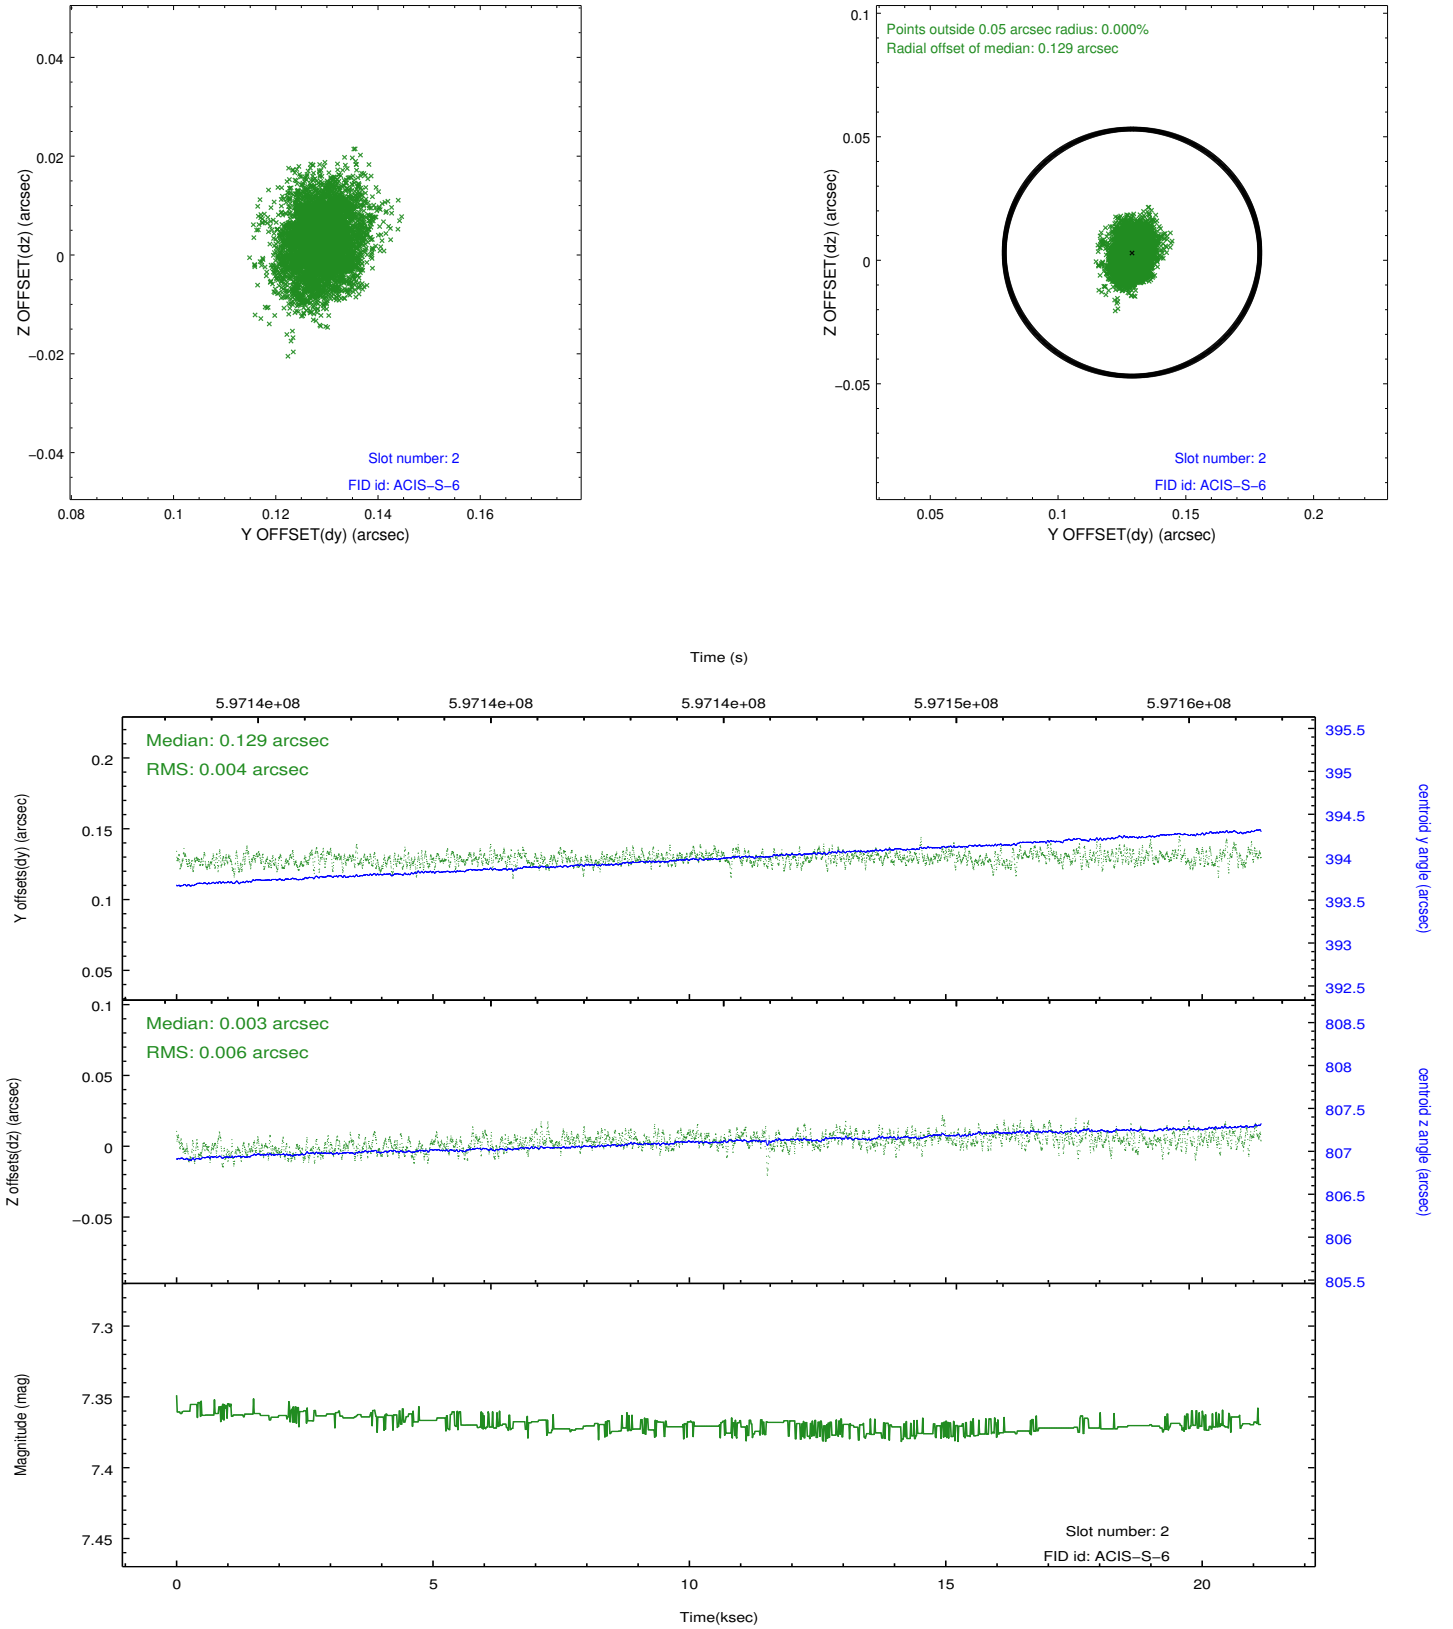 0.04
0.02
0
−0.02
−0.04
Z OFFSET(dz) (arcsec)
Slot number: 2
FID id: ACIS−S−6
0.08
0.1
0.12
0.14
0.16
Y OFFSET(dy) (arcsec)
Points outside 0.05 arcsec radius: 0.000%
Radial offset of median: 0.129 arcsec
0.1
0.05
0
−0.05
Z OFFSET(dz) (arcsec)
Slot number: 2
FID id: ACIS−S−6
0.05
0.1
0.15
0.2
Y OFFSET(dy) (arcsec)
Time (s)
5.9714e+08
5.9714e+08
5.9714e+08
5.9715e+08
5.9716e+08
Median: 0.129 arcsec
RMS: 0.004 arcsec
0.2
0.15
0.1
0.05
Y offsets(dy) (arcsec)
395.5
395
394.5
394
393.5
393
392.5
centroid y angle (arcsec)
Median: 0.003 arcsec
RMS: 0.006 arcsec
0.1
0.05
0
−0.05
Z offsets(dz) (arcsec)
808.5
808
807.5
807
806.5
806
805.5
centroid z angle (arcsec)
7.3
7.35
7.4
7.45
Magnitude (mag)
Slot number: 2
FID id: ACIS−S−6
0
5
10
15
20
Time(ksec)